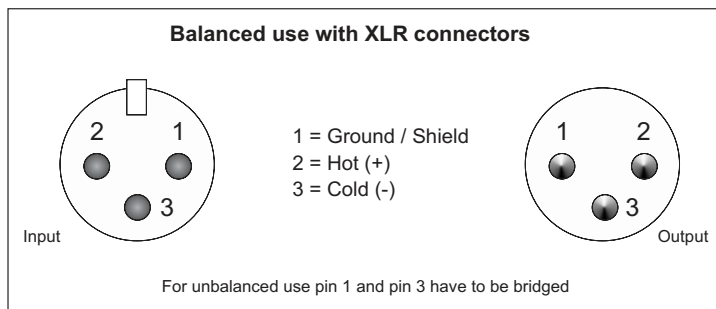 Balanced use with XLR connectors
2 1
3
Input
1 = Ground / Shield
2 = Hot (+)
3 = Cold (-)
1 2
3
Output
For unbalanced use pin 1 and pin 3 have to be bridged